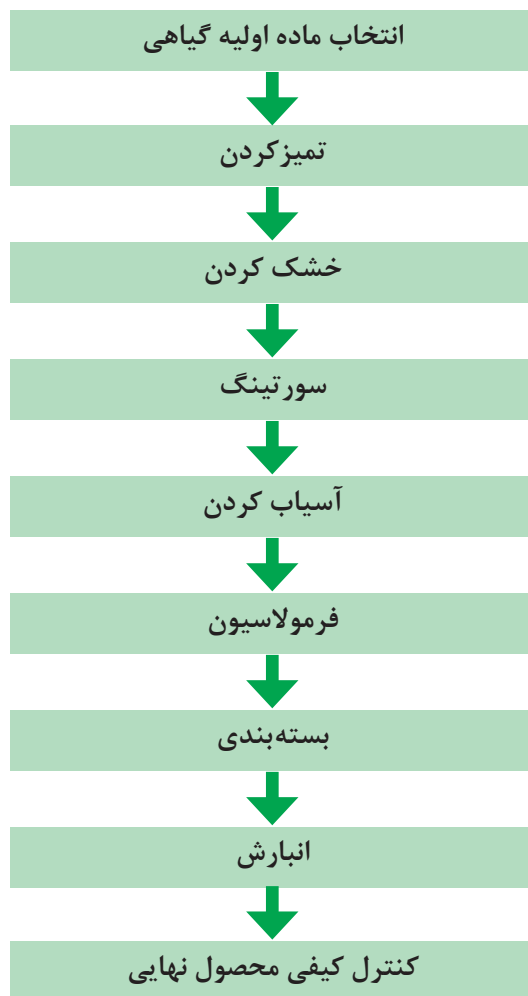 انتخاب ماده اولیه گیاهی
تمیزکردن
خشک کردن
سورتینگ
آسیاب کردن
فرمولاسیون
بسته‌بندی
انبارش
کنترل کیفی محصول نهایی